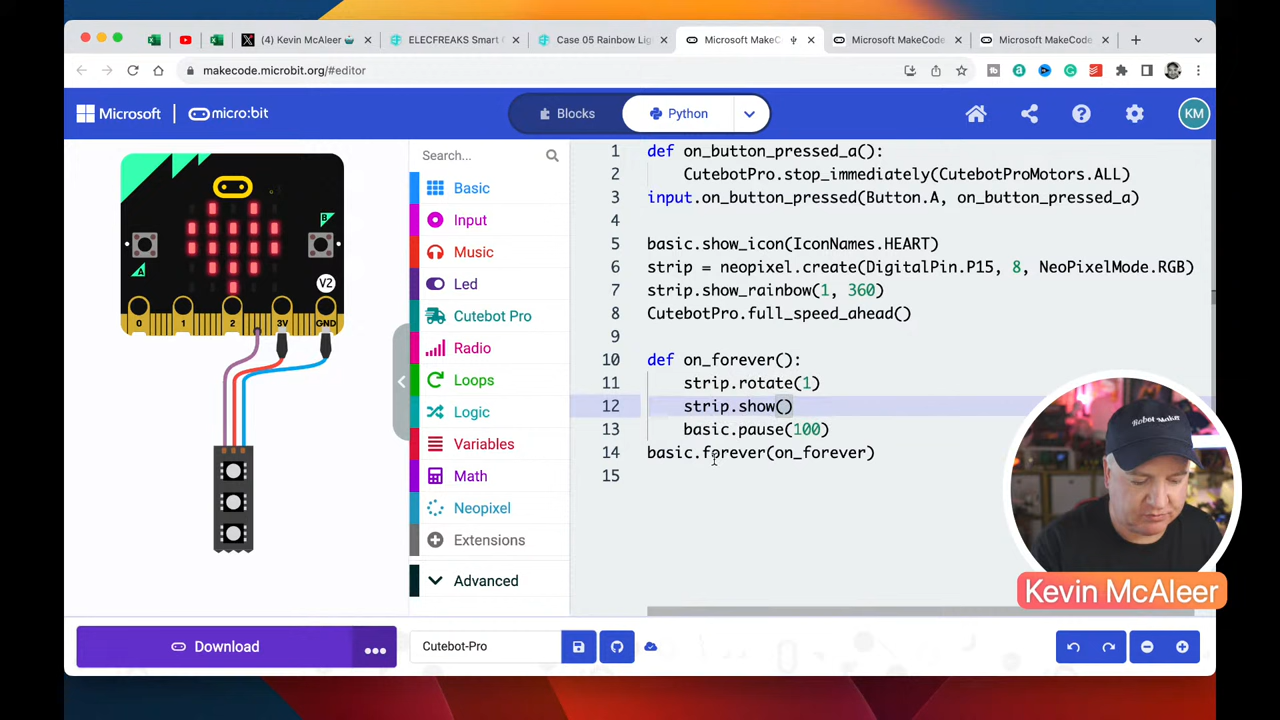 (4) Kevin McAleer
ELECFREAKS Smart
Case 05 Rainbow Lig
Microsoft MakeC
Microsoft MakeCode
Microsoft MakeCode
makecode.microbit.org/#editor
Microsoft
micro:bit
Blocks
Python
KM
Search...
Basic
Input
Music
Led
Cutebot Pro
Radio
Loops
Logic
Variables
Math
Neopixel
Extensions
Advanced
A
B
V2
0 1 2 3V GND
1 def on_button_pressed_a():
2 CutebotPro.stop_immediately(CutebotProMotors.ALL)
3 input.on_button_pressed(Button.A, on_button_pressed_a)
4
5 basic.show_icon(IconNames.HEART)
6 strip = neopixel.create(DigitalPin.P15, 8, NeoPixelMode.RGB)
7 strip.show_rainbow(1, 360)
8 CutebotPro.full_speed_ahead()
9
10 def on_forever():
11 strip.rotate(1)
12 strip.show()
13 basic.pause(100)
14 basic.forever(on_forever)
15
Robot Maker
Kevin McAleer
Download
Cutebot-Pro